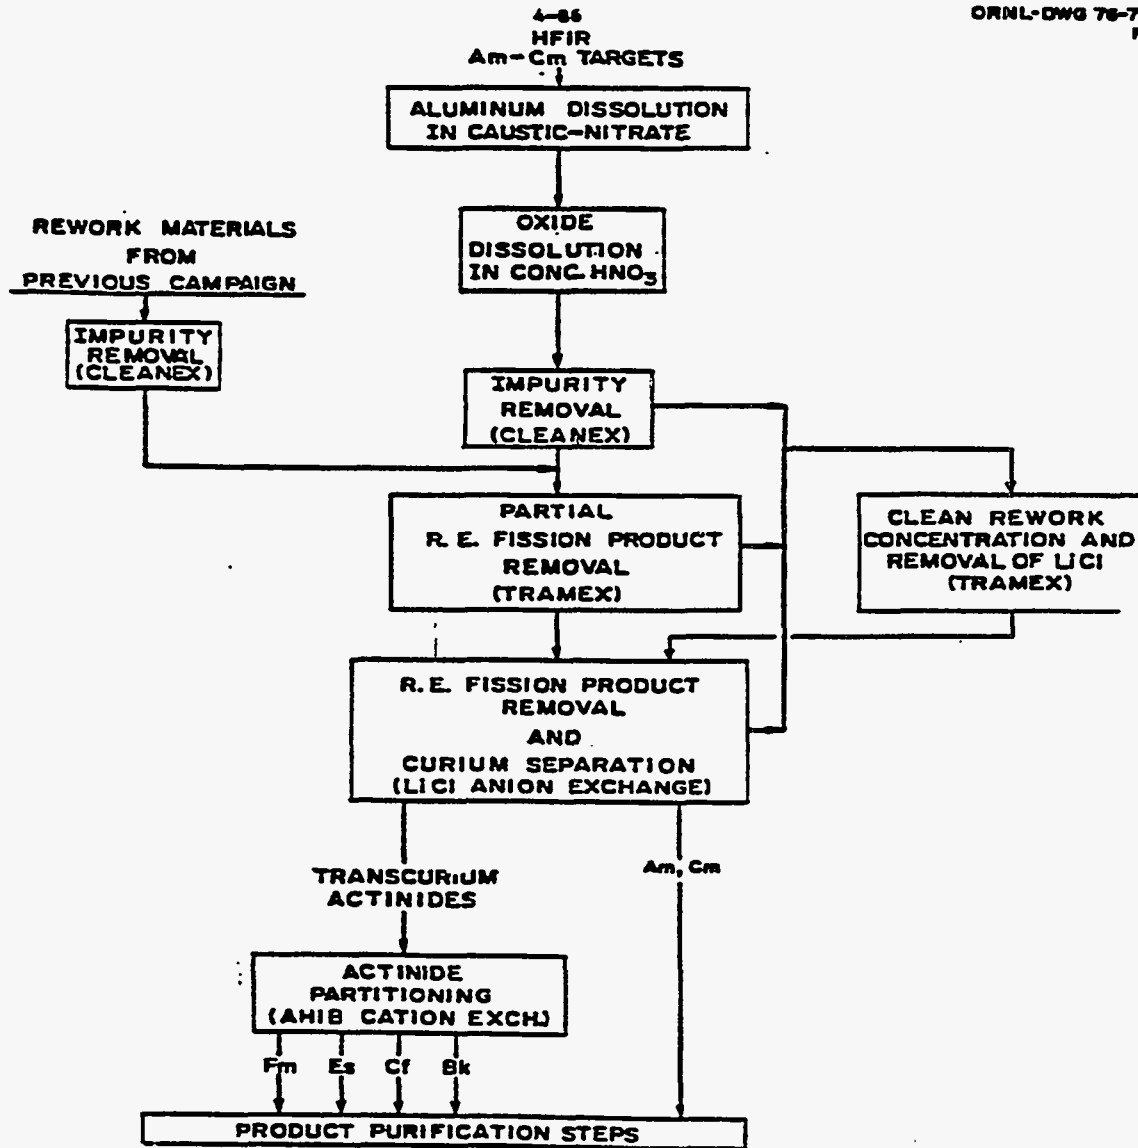 4-86
ORNL-DWG 76-7
HFIR
Am-Cm TARGETS
ALUMINUM DISSOLUTION
IN CAUSTIC-NITRATE
OXIDE
DISSOLUTION
IN CONC. HNO3
REWORK MATERIALS
FROM
PREVIOUS CAMPAIGN
IMPURITY
REMOVAL
(CLEANEX)
IMPURITY
REMOVAL
(CLEANEX)
PARTIAL
R.E. FISSION PRODUCT
REMOVAL
(TRAMEX)
CLEAN REWORK
CONCENTRATION AND
REMOVAL OF LiCl
(TRAMEX)
R.E. FISSION PRODUCT
REMOVAL
AND
CURIUM SEPARATION
(LiCl ANION EXCHANGE)
TRANSCURIUM
ACTINIDES
Am, Cm
ACTINIDE
PARTITIONING
(AHIB CATION EXCH.)
Fm Es Cf Bk
PRODUCT PURIFICATION STEPS